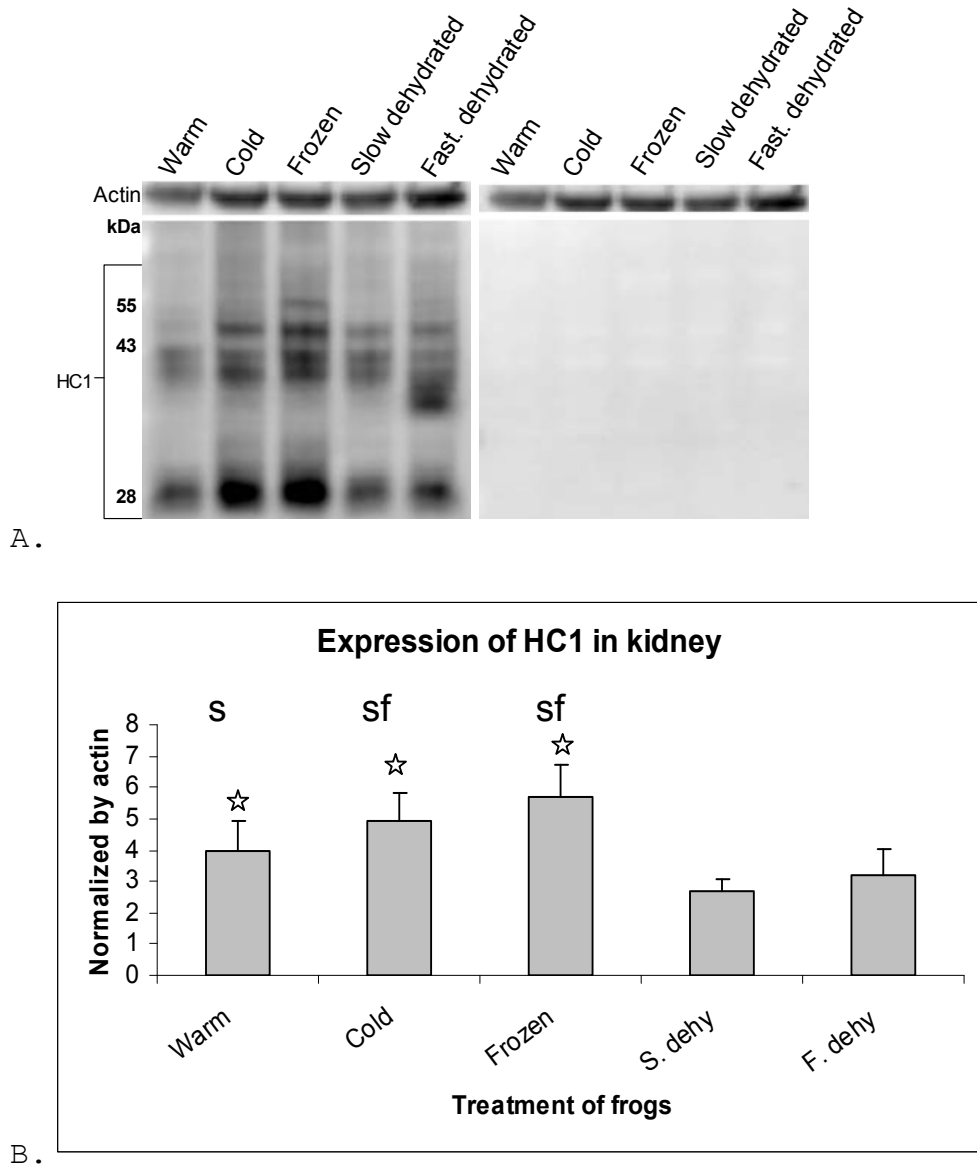 Warm Cold Frozen Slow dehydrated Fast. dehydrated Warm Cold Frozen Slow dehydrated Fast. dehydrated
Actin
kDa
55
43
HC1
28
A.
Expression of HC1 in kidney
s sf sf
8
7
6
5
4
3
2
1
0
Normalized by actin
Warm Cold Frozen S. dehy F. dehy
Treatment of frogs
B.